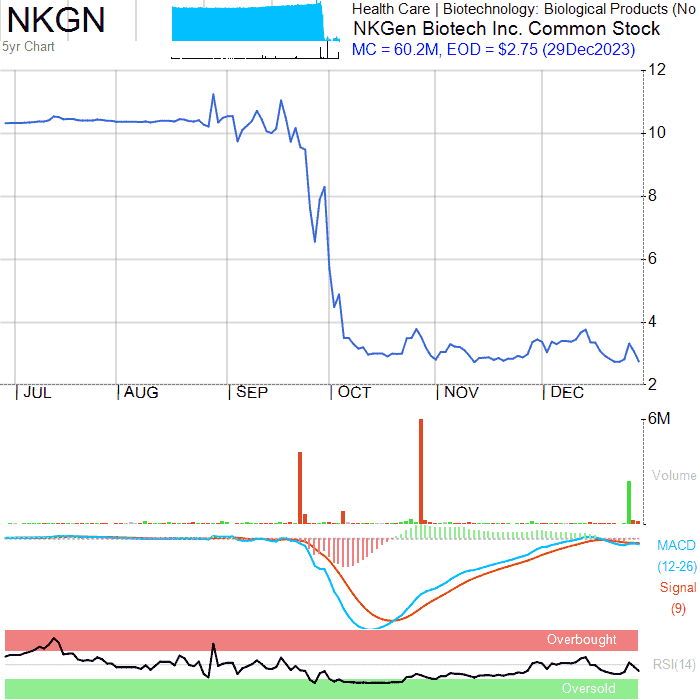 NKGN
5yr Chart
Health Care | Biotechnology: Biological Products (No
NKGen Biotech Inc. Common Stock
MC = 60.2M, EOD = $2.75 (29Dec2023)
12
10
8
6
4
2
JUL AUG SEP OCT NOV DEC
6M
Volume
MACD
(12-26)
Signal
(9)
Overbought
RSI(14)
Oversold